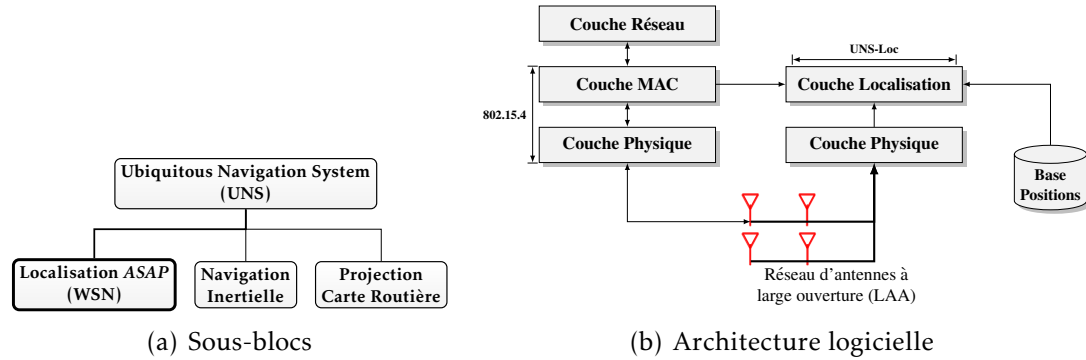 Ubiquitous Navigation System
(UNS)
Localisation ASAP
(WSN)
Navigation
Inertielle
Projection
Carte Routière
(a) Sous-blocs
Couche Réseau
UNS-Loc
Couche MAC
Couche Localisation
802.15.4
Couche Physique
Couche Physique
Base
Positions
Réseau d'antennes à
large ouverture (LAA)
(b) Architecture logicielle